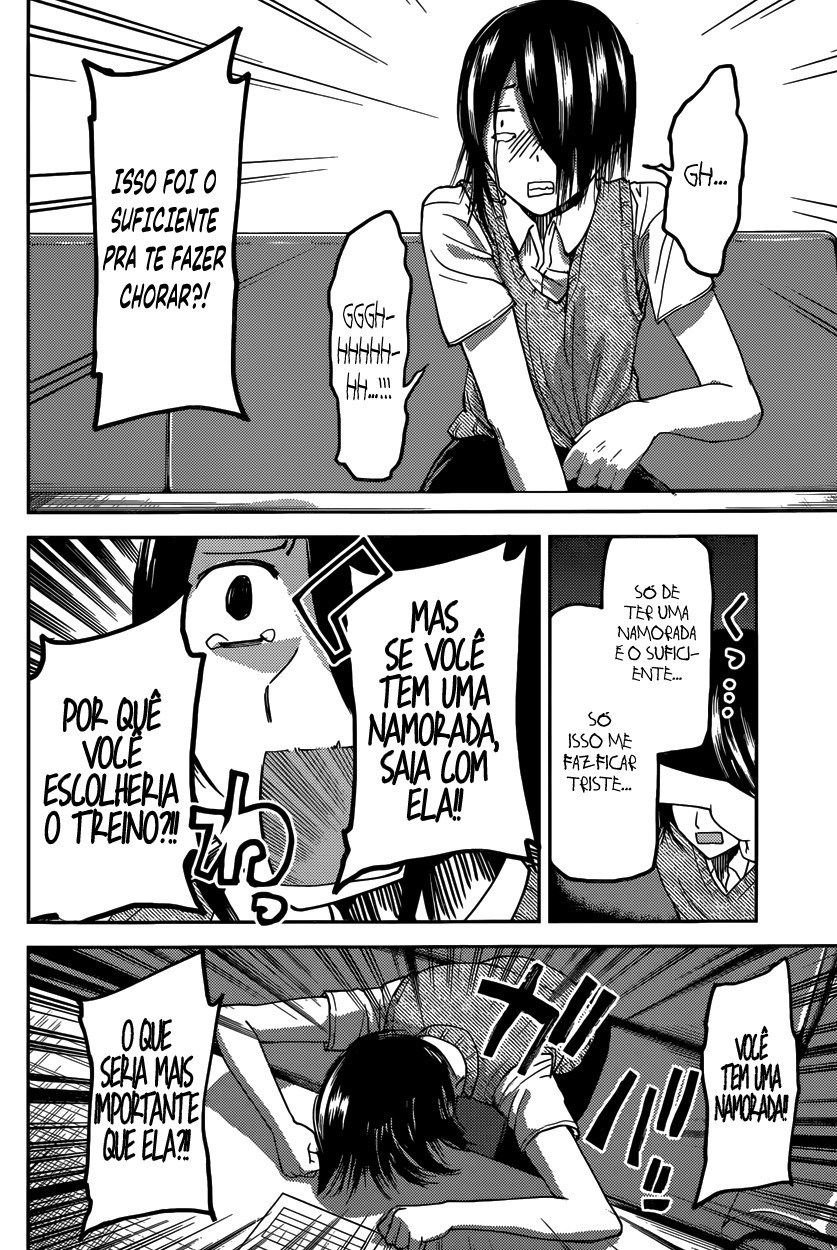 GH...
GGGH-
HHHHH-
HH...!!!
ISSO FOI O
SUFICIENTE
PRA TE FAZER
CHORAR?!
SÓ DE
TER UMA
NAMORADA
E O SUFICI-
ENTE...
SÓ
ISSO ME
FAZ FICAR
TRISTE...
MAS
SE VOCÊ
TEM UMA
NAMORADA,
SAIA COM
ELA!!
POR QUÊ
VOCÊ
ESCOLHERIA
O TREINO?!!
VOCÊ
TEM UMA
NAMORADA!!
O QUE
SERIA MAIS
IMPORTANTE
QUE ELA?!!